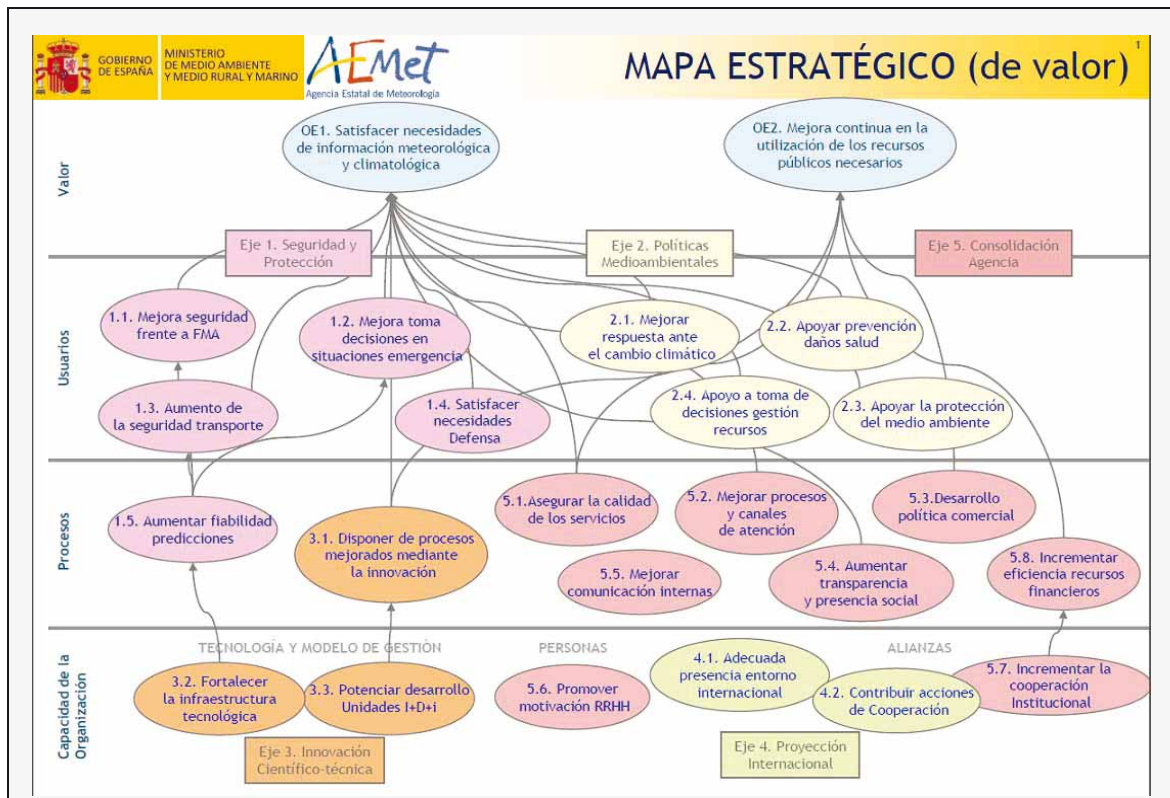 GOBIERNO
DE ESPAÑA
MINISTERIO
DE MEDIO AMBIENTE
Y MEDIO RURAL Y MARINO
AEMet
Agencia Estatal de Meteorología
MAPA ESTRATÉGICO (de valor)
1
Valor
OE1. Satisfacer necesidades
de información meteorológica
y climatológica
OE2. Mejora continua en la
utilización de los recursos
públicos necesarios
Eje 1. Seguridad y
Protección
Eje 2. Políticas
Medioambientales
Eje 5. Consolidación
Agencia
Usuarios
1.1. Mejora seguridad
frente a FMA
1.2. Mejora toma
decisiones en
situaciones emergencia
2.1. Mejorar
respuesta ante
el cambio climático
2.2. Apoyar prevención
daños salud
1.3. Aumento de
la seguridad transporte
1.4. Satisfacer
necesidades
Defensa
2.4. Apoyo a toma de
decisiones gestión
recursos
2.3. Apoyar la protección
del medio ambiente
Procesos
1.5. Aumentar fiabilidad
predicciones
3.1. Disponer de procesos
mejorados mediante
la innovación
5.1.Asegurar la calidad
de los servicios
5.2. Mejorar procesos
y canales
de atención
5.3.Desarrollo
política comercial
5.5. Mejorar
comunicación internas
5.4. Aumentar
transparencia
y presencia social
5.8. Incrementar
eficiencia recursos
financieros
Capacidad de la
Organización
TECNOLOGÍA Y MODELO DE GESTIÓN
PERSONAS
ALIANZAS
3.2. Fortalecer
la infraestructura
tecnológica
3.3. Potenciar desarrollo
Unidades I+D+i
5.6. Promover
motivación RRHH
4.1. Adecuada
presencia entorno
internacional
4.2. Contribuir acciones
de Cooperación
5.7. Incrementar la
cooperación
Institucional
Eje 3. Innovación
Científico-técnica
Eje 4. Proyección
Internacional